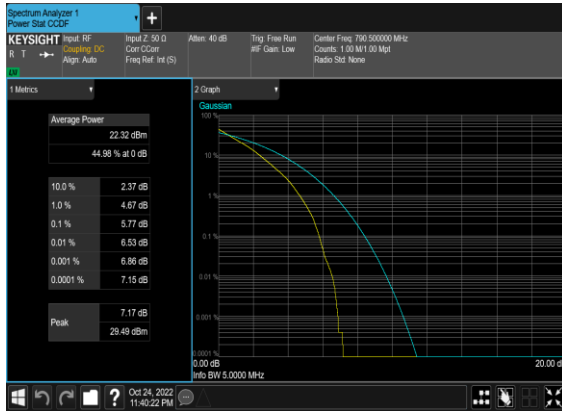 Spectrum Analyzer 1
Power Stat CCDF
+
KEYSIGHT
R T
LXI
Input: RF
Coupling: DC
Align: Auto
Input Z: 50 Ω
Corr CCorr
Freq Ref: Int (S)
Atten: 40 dB
Trig: Free Run
#IF Gain: Low
Center Freq: 790.500000 MHz
Counts: 1.00 M/1.00 Mpt
Radio Std: None
1 Metrics
Average Power
22.32 dBm
44.98 % at 0 dB
10.0 % 2.37 dB
1.0 % 4.67 dB
0.1 % 5.77 dB
0.01 % 6.53 dB
0.001 % 6.86 dB
0.0001 % 7.15 dB
Peak
7.17 dB
29.49 dBm
2 Graph
Gaussian
100 %
10 %
1 %
0.1 %
0.01 %
0.001 %
0.0001 %
0.00 dB
20.00 d
Info BW 5.0000 MHz
?
Oct 24, 2022
11:40:22 PM